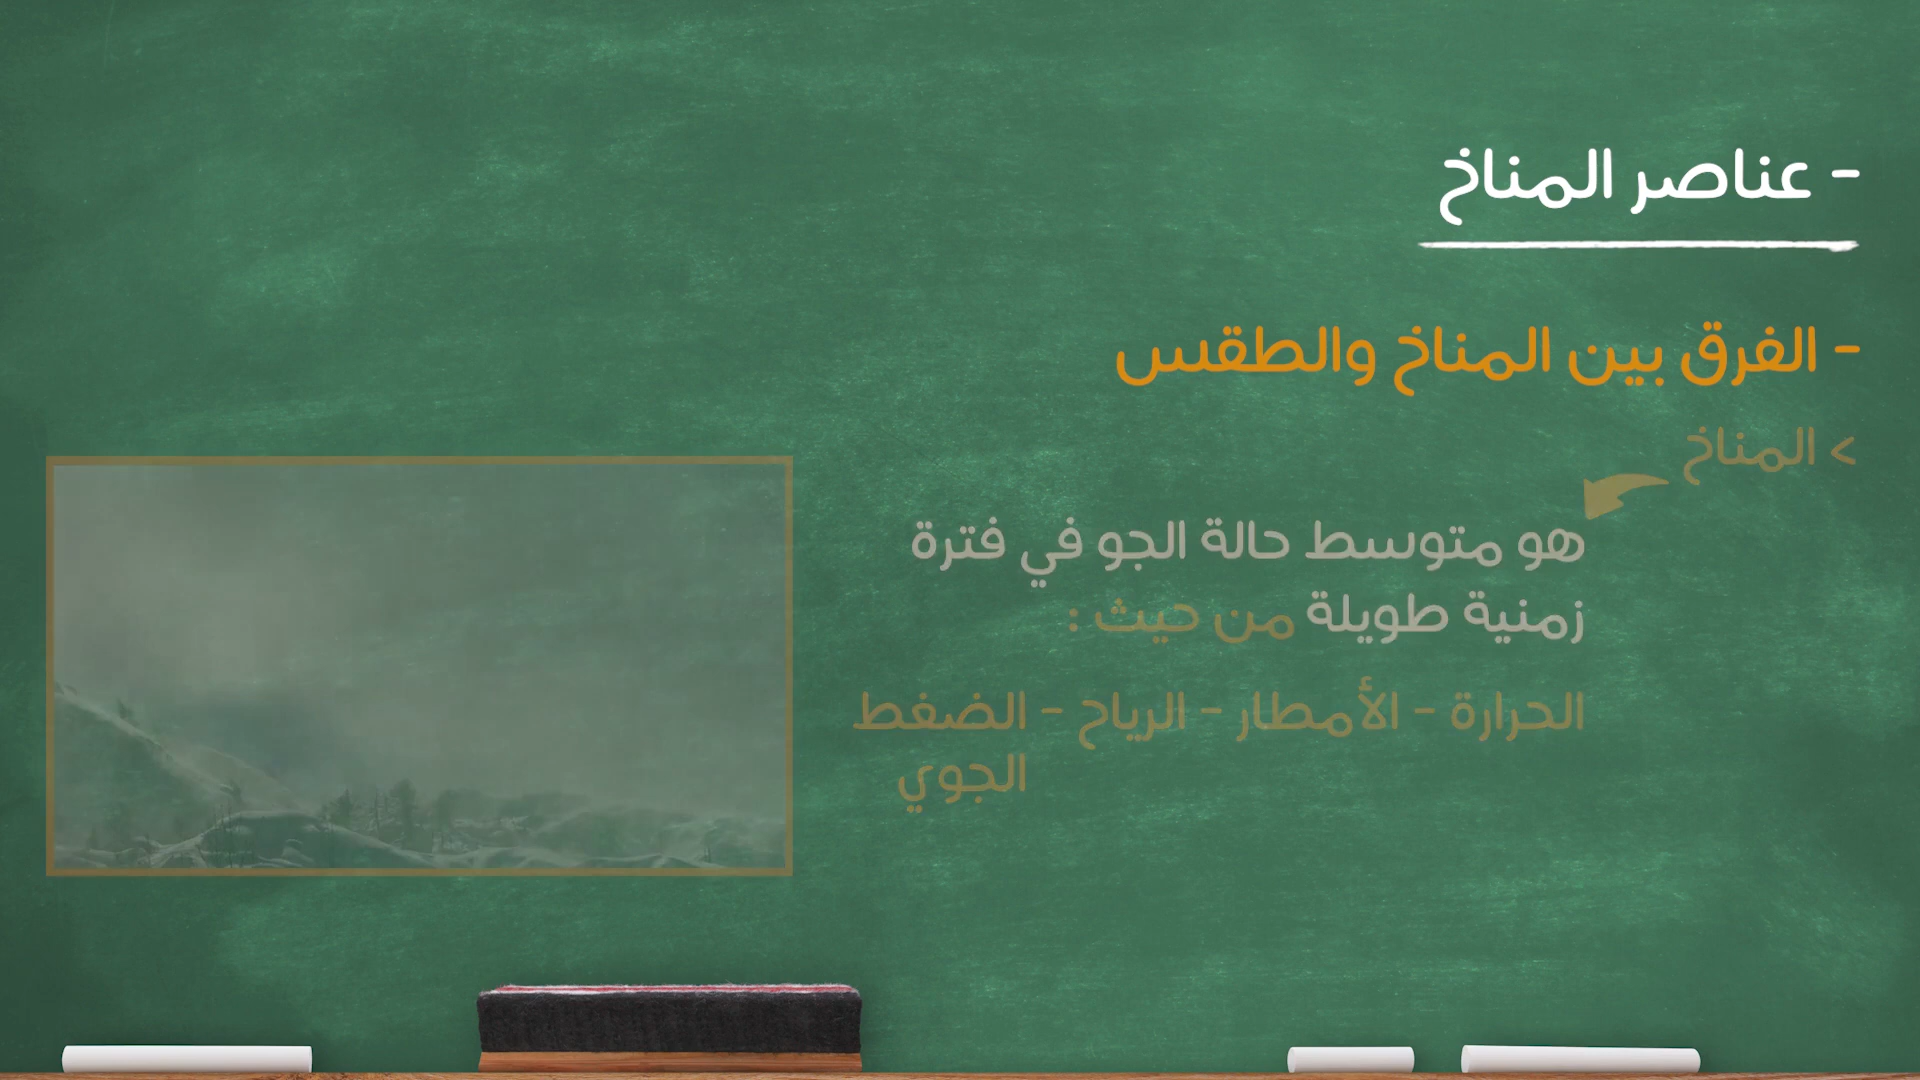 - عناصر المناخ
- الفرق بين المناخ والطقس
> المناخ
هو متوسط حالة الجو في فترة
زمنية طويلة من حيث :
الحرارة - الأمطار - الرياح - الضغط
الجوي